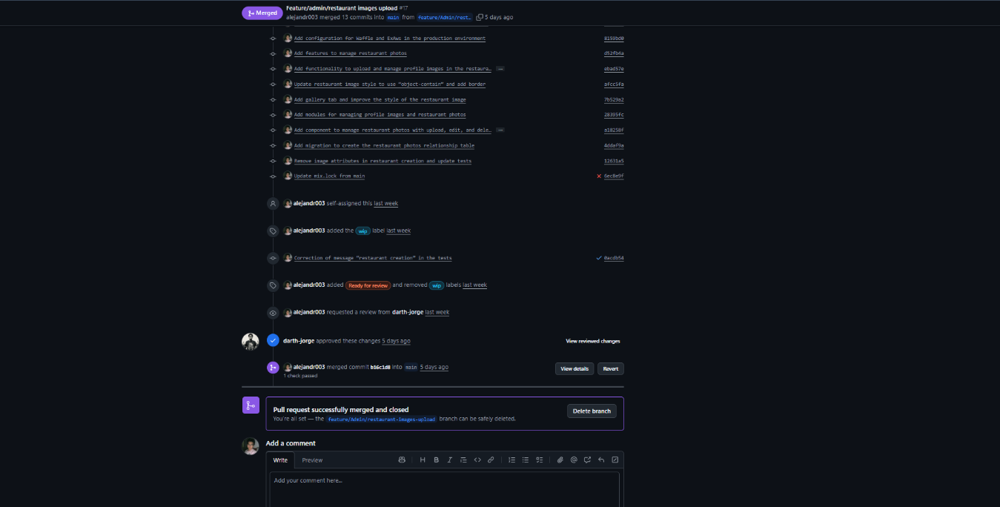 Merged
Feature/admin/restaurant images upload #17
alejandr003 merged 13 commits into main from feature/Admin/rest… 5 days ago
Add configuration for Waffle and ExAws in the production environment 8159bd0
Add features to manage restaurant photos d52fb4a
Add functionality to upload and manage profile images in the restaura… … ebad57e
Update restaurant image style to use "object-contain" and add border afcc5fa
Add gallery tab and improve the style of the restaurant image 7b529a2
Add modules for managing profile images and restaurant photos 28395fc
Add component to manage restaurant photos with upload, edit, and dele… … a18258f
Add migration to create the restaurant photos relationship table 4ddaf9a
Remove image attributes in restaurant creation and update tests 12631a5
Update mix.lock from main 6ec8e9f
alejandr003 self-assigned this last week
alejandr003 added the wip label last week
Correction of message "restaurant creation" in the tests 0acdb54
alejandr003 added Ready for review and removed wip labels last week
alejandr003 requested a review from darth-jorge last week
darth-jorge approved these changes 5 days ago View reviewed changes
alejandr003 merged commit b16c1d8 into main 5 days ago View details Revert
1 check passed
Pull request successfully merged and closed
You're all set — the feature/Admin/restaurant-images-upload branch can be safely deleted.
Delete branch
Add a comment
Write Preview
Add your comment here...